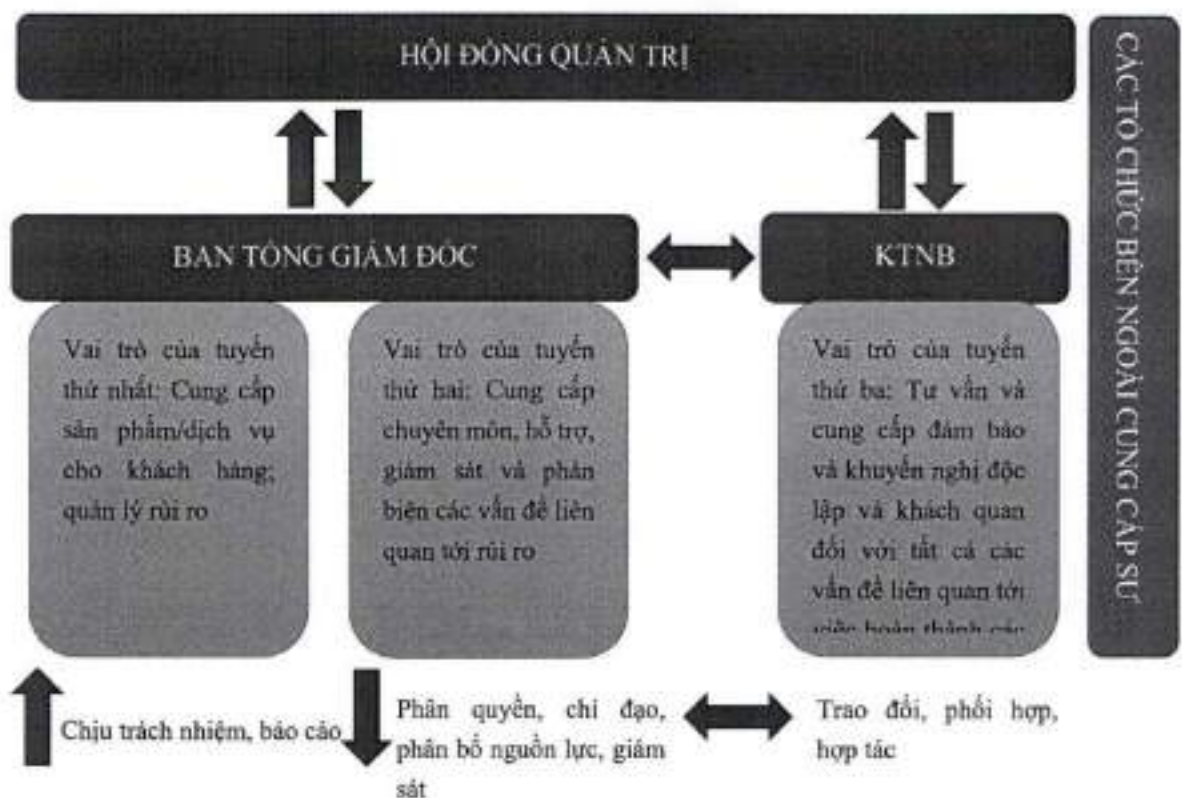 HỘI ĐỒNG QUẢN TRỊ
CÁC TỔ CHỨC BÊN NGOÀI CUNG CẤP SỰ
BAN TỔNG GIÁM ĐỐC
KTNB
Vai trò của tuyến
thứ nhất: Cung cấp
sản phẩm/dịch vụ
cho khách hàng;
quản lý rủi ro
Vai trò của tuyến
thứ hai: Cung cấp
chuyên môn, hỗ trợ,
giám sát và phản
biện các vấn đề liên
quan tới rủi ro
Vai trò của tuyến
thứ ba: Tư vấn và
cung cấp đảm bảo
và khuyến nghị độc
lập và khách quan
đối với tất cả các
vấn đề liên quan tới
việc hoàn thành các
Chịu trách nhiệm, báo cáo
Phân quyền, chỉ đạo,
phân bổ nguồn lực, giám
sát
Trao đổi, phối hợp,
hợp tác